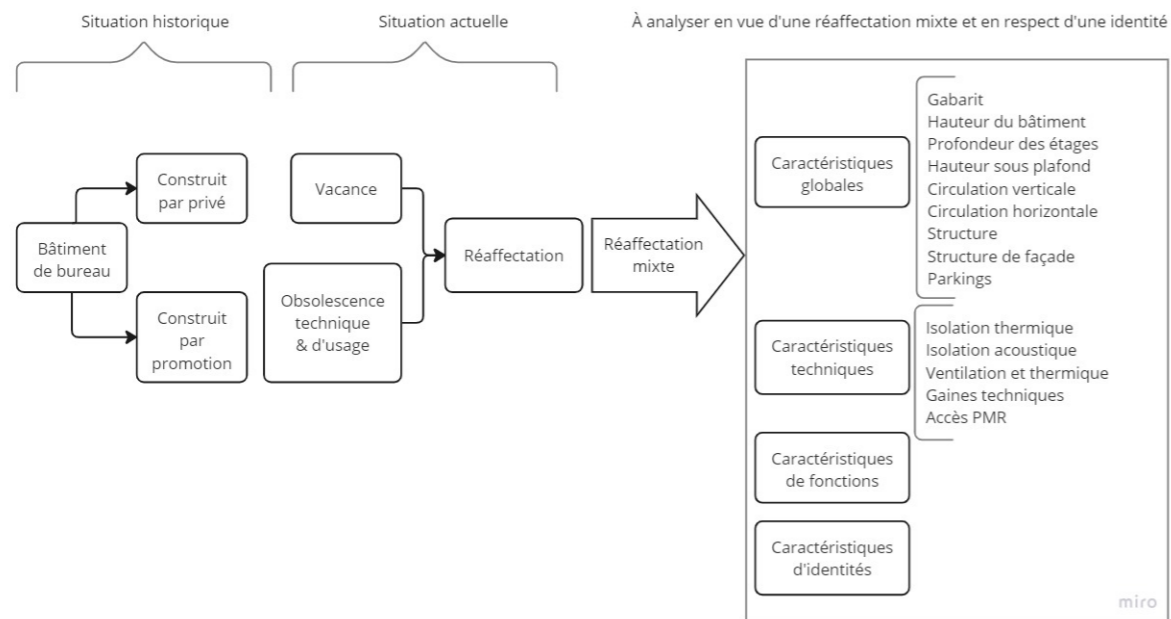 Situation historique
Situation actuelle
À analyser en vue d'une réaffectation mixte et en respect d'une identité
Bâtiment
de bureau
Construit
par privé
Construit
par
promotion
Vacance
Obsolescence
technique
& d'usage
Réaffectation
Réaffectation
mixte
Caractéristiques
globales
Gabarit
Hauteur du bâtiment
Profondeur des étages
Hauteur sous plafond
Circulation verticale
Circulation horizontale
Structure
Structure de façade
Parkings
Caractéristiques
techniques
Isolation thermique
Isolation acoustique
Ventilation et thermique
Gaines techniques
Accès PMR
Caractéristiques
de fonctions
Caractéristiques
d'identités
miro